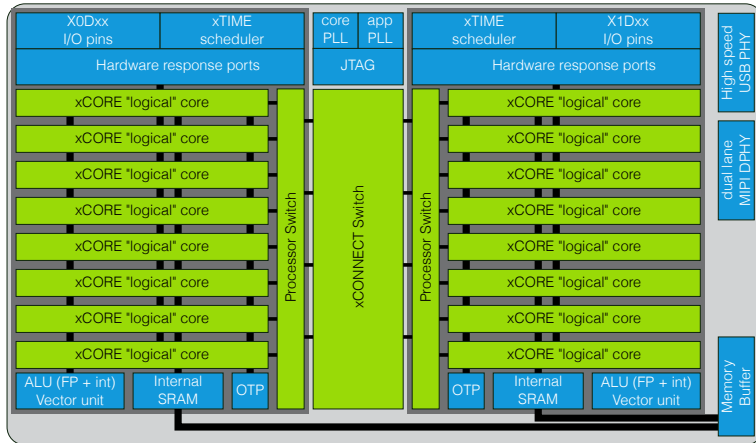 X0Dxx
I/O pins
xTIME
scheduler
core
PLL
app
PLL
xTIME
scheduler
X1Dxx
I/O pins
High speed
USB PHY
Hardware response ports
JTAG
Hardware response ports
xCORE "logical" core
xCORE "logical" core
xCORE "logical" core
xCORE "logical" core
xCORE "logical" core
xCORE "logical" core
xCORE "logical" core
xCORE "logical" core
Processor Switch
xCONNECT Switch
Processor Switch
xCORE "logical" core
xCORE "logical" core
xCORE "logical" core
xCORE "logical" core
xCORE "logical" core
xCORE "logical" core
xCORE "logical" core
xCORE "logical" core
dual lane
MIPI DPHY
ALU (FP + int)
Vector unit
Internal
SRAM
OTP
OTP
Internal
SRAM
ALU (FP + int)
Vector unit
Memory
Buffer